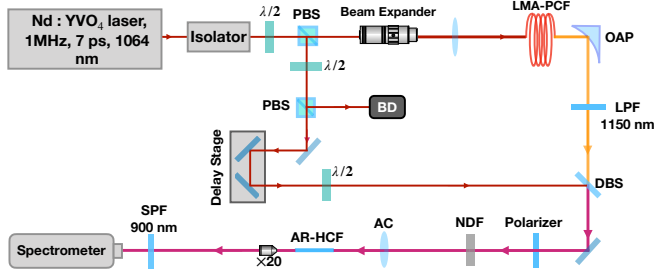 Nd : YVO₄ laser,
1MHz, 7 ps, 1064
nm
Isolator
λ/2
PBS
Beam Expander
LMA-PCF
OAP
λ/2
PBS
BD
LPF
1150 nm
Delay Stage
λ/2
DBS
SPF
900 nm
Spectrometer
×20
AR-HCF
AC
NDF
Polarizer